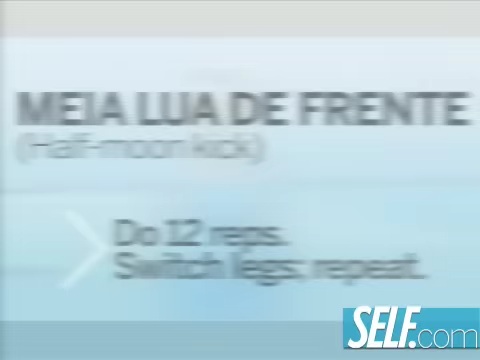 MEIA LUA DE FRENTE
(Half-moon kick)
Do 12 reps.
Switch legs; repeat.
SELF.com